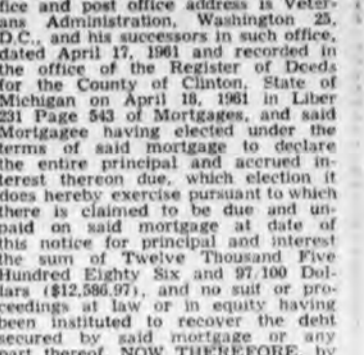 fice and post office address is Veter-
ans Administration, Washington 25,
D.C., and his successors in such office,
dated April 17, 1961 and recorded in
the office of the Register of Deeds
for the County of Clinton, State of
Michigan on April 18, 1961 in Liber
231 Page 543 of Mortgages, and said
Mortgagee having elected under the
terms of said mortgage to declare
the entire principal and accrued in-
terest thereon due, which election it
does hereby exercise pursuant to which
there is claimed to be due and un-
paid on said mortgage at date of
this notice for principal and interest
the sum of Twelve Thousand Five
Hundred Eighty Six and 97/100 Dol-
lars ($12,586.97), and no suit or pro-
ceedings at law or in equity having
been instituted to recover the debt
secured by said mortgage or any
part thereof, NOW THEREFORE, by